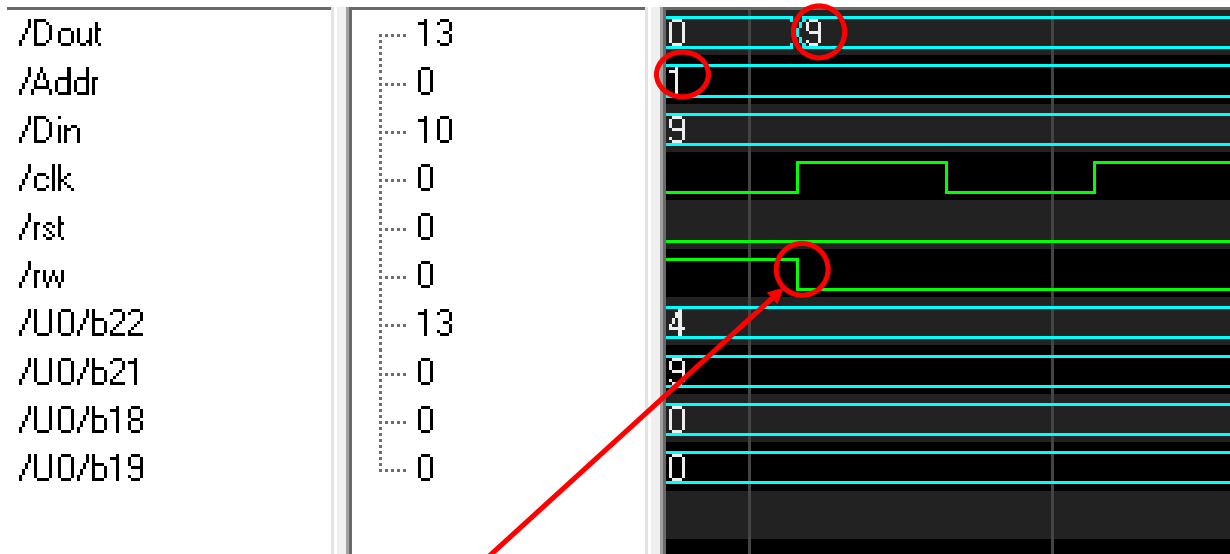 /Dout 13 0 9
/Addr 0 1
/Din 10 9
/clk 0
/rst 0
/rw 0
/U0/b22 13 4
/U0/b21 0 9
/U0/b18 0 0
/U0/b19 0 0